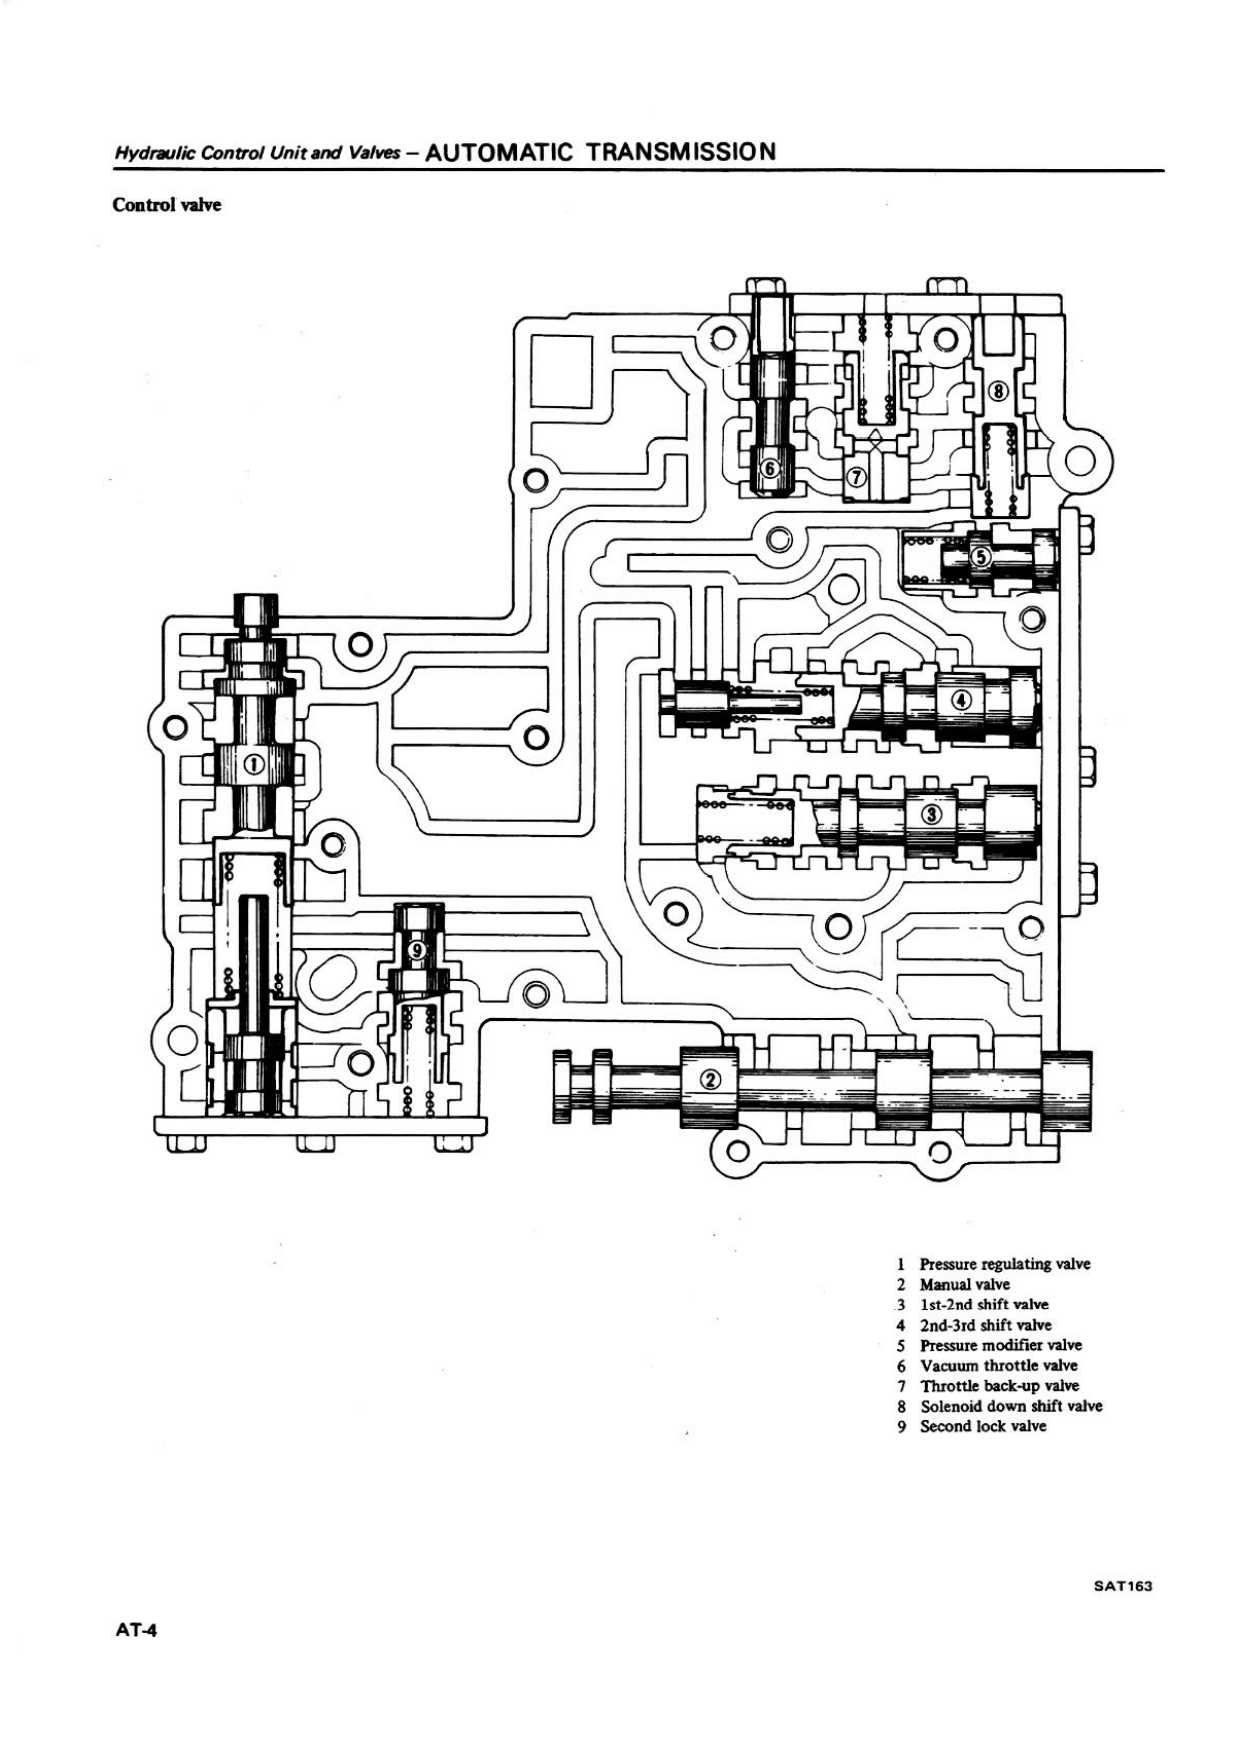 Hydraulic Control Unit and Valves – AUTOMATIC TRANSMISSION
Control valve
6
7
8
5
4
1
3
9
2
1 Pressure regulating valve
2 Manual valve
3 1st-2nd shift valve
4 2nd-3rd shift valve
5 Pressure modifier valve
6 Vacuum throttle valve
7 Throttle back-up valve
8 Solenoid down shift valve
9 Second lock valve
SAT163
AT-4